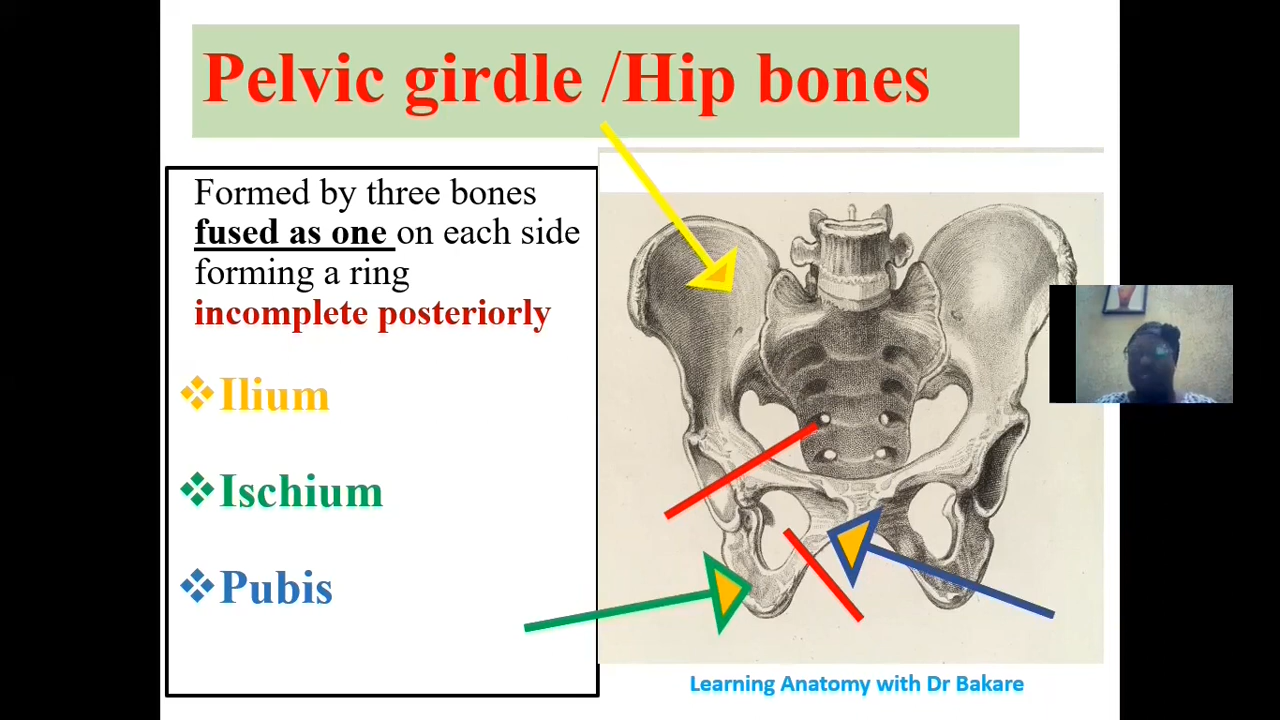 Pelvic girdle /Hip bones
Formed by three bones
fused as one on each side
forming a ring
incomplete posteriorly
Ilium
Ischium
Pubis
Learning Anatomy with Dr Bakare